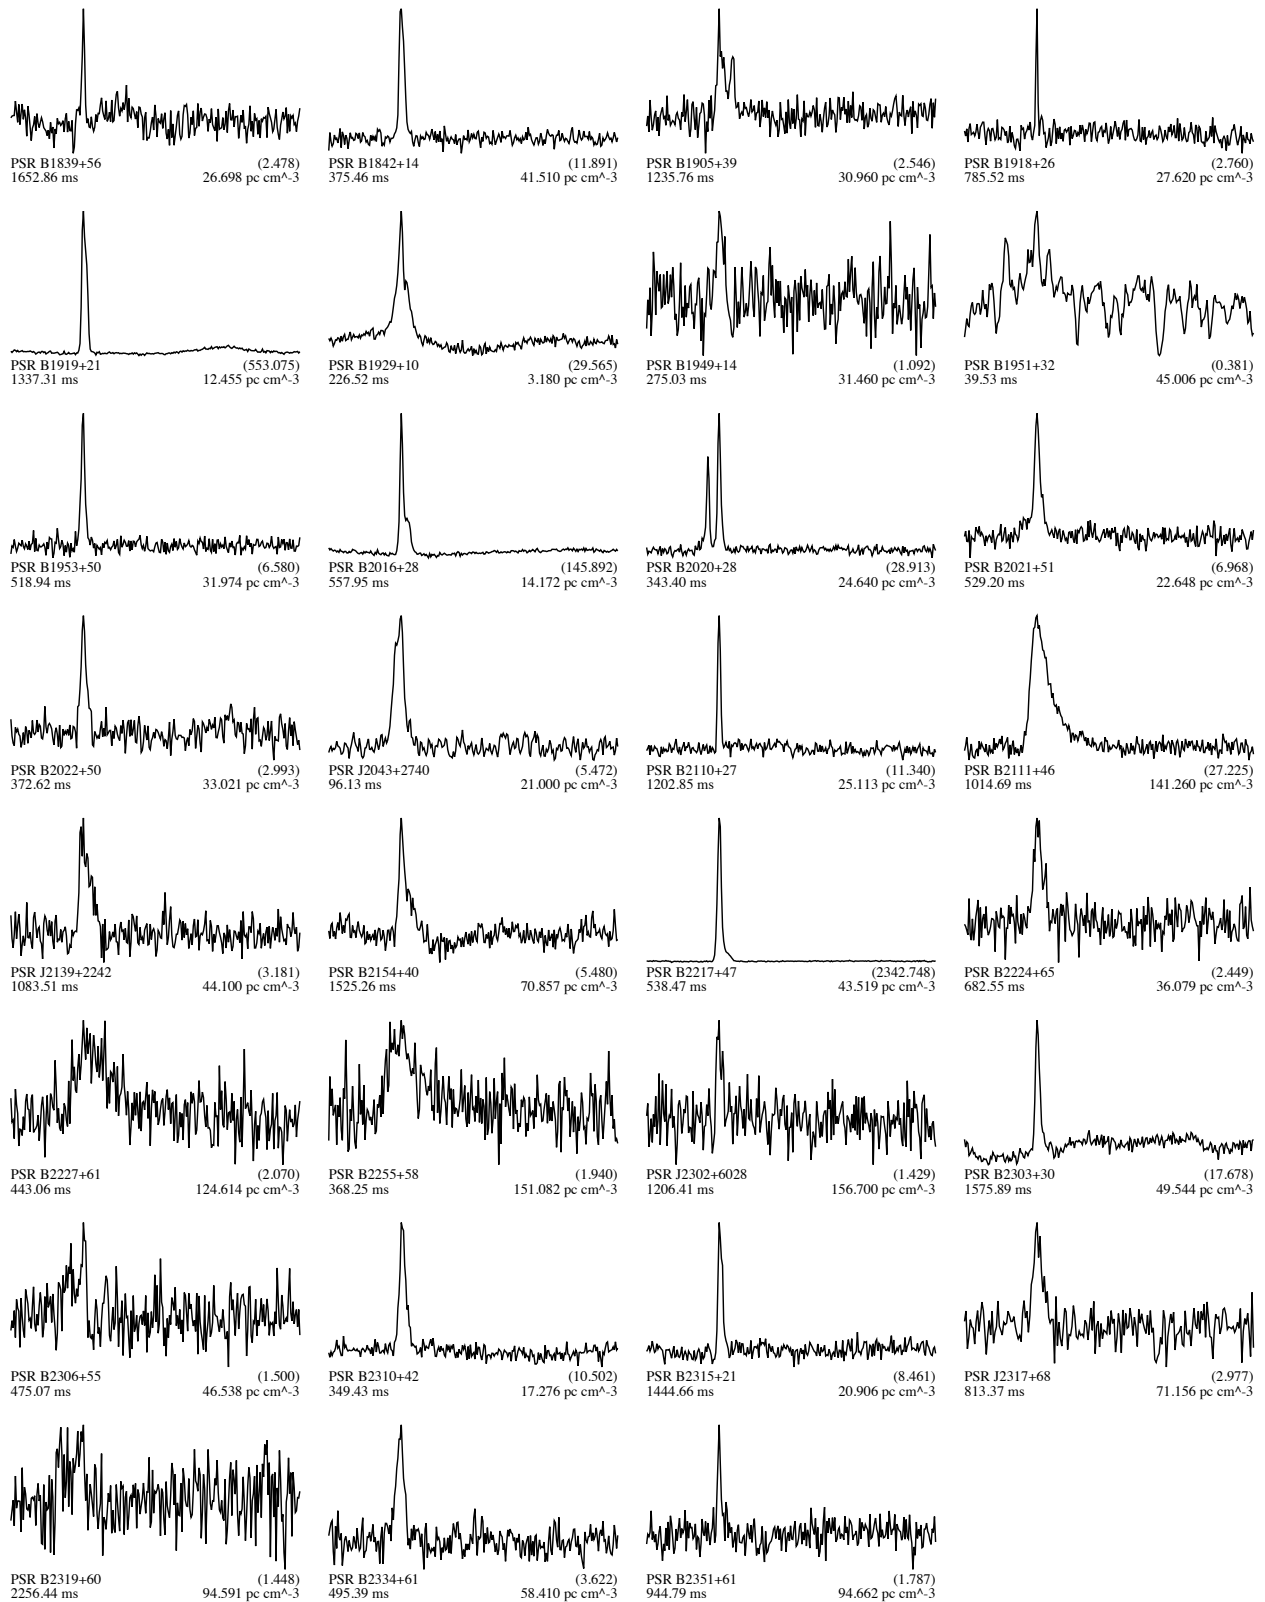 PSR B1839+56 (2.478)
1652.86 ms 26.698 pc cm^-3
PSR B1842+14 (11.891)
375.46 ms 41.510 pc cm^-3
PSR B1905+39 (2.546)
1235.76 ms 30.960 pc cm^-3
PSR B1918+26 (2.760)
785.52 ms 27.620 pc cm^-3
PSR B1919+21 (553.075)
1337.31 ms 12.455 pc cm^-3
PSR B1929+10 (29.565)
226.52 ms 3.180 pc cm^-3
PSR B1949+14 (1.092)
275.03 ms 31.460 pc cm^-3
PSR B1951+32 (0.381)
39.53 ms 45.006 pc cm^-3
PSR B1953+50 (6.580)
518.94 ms 31.974 pc cm^-3
PSR B2016+28 (145.892)
557.95 ms 14.172 pc cm^-3
PSR B2020+28 (28.913)
343.40 ms 24.640 pc cm^-3
PSR B2021+51 (6.968)
529.20 ms 22.648 pc cm^-3
PSR B2022+50 (2.993)
372.62 ms 33.021 pc cm^-3
PSR J2043+2740 (5.472)
96.13 ms 21.000 pc cm^-3
PSR B2110+27 (11.340)
1202.85 ms 25.113 pc cm^-3
PSR B2111+46 (27.225)
1014.69 ms 141.260 pc cm^-3
PSR J2139+2242 (3.181)
1083.51 ms 44.100 pc cm^-3
PSR B2154+40 (5.480)
1525.26 ms 70.857 pc cm^-3
PSR B2217+47 (2342.748)
538.47 ms 43.519 pc cm^-3
PSR B2224+65 (2.449)
682.55 ms 36.079 pc cm^-3
PSR B2227+61 (2.070)
443.06 ms 124.614 pc cm^-3
PSR B2255+58 (1.940)
368.25 ms 151.082 pc cm^-3
PSR J2302+6028 (1.429)
1206.41 ms 156.700 pc cm^-3
PSR B2303+30 (17.678)
1575.89 ms 49.544 pc cm^-3
PSR B2306+55 (1.500)
475.07 ms 46.538 pc cm^-3
PSR B2310+42 (10.502)
349.43 ms 17.276 pc cm^-3
PSR B2315+21 (8.461)
1444.66 ms 20.906 pc cm^-3
PSR J2317+68 (2.977)
813.37 ms 71.156 pc cm^-3
PSR B2319+60 (1.448)
2256.44 ms 94.591 pc cm^-3
PSR B2334+61 (3.622)
495.39 ms 58.410 pc cm^-3
PSR B2351+61 (1.787)
944.79 ms 94.662 pc cm^-3